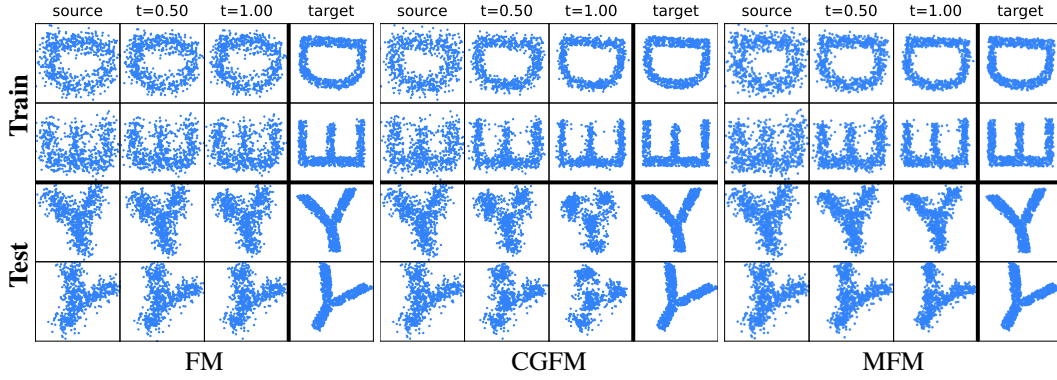 source t=0.50 t=1.00 target source t=0.50 t=1.00 target source t=0.50 t=1.00 target
Train
Test
FM CGFM MFM